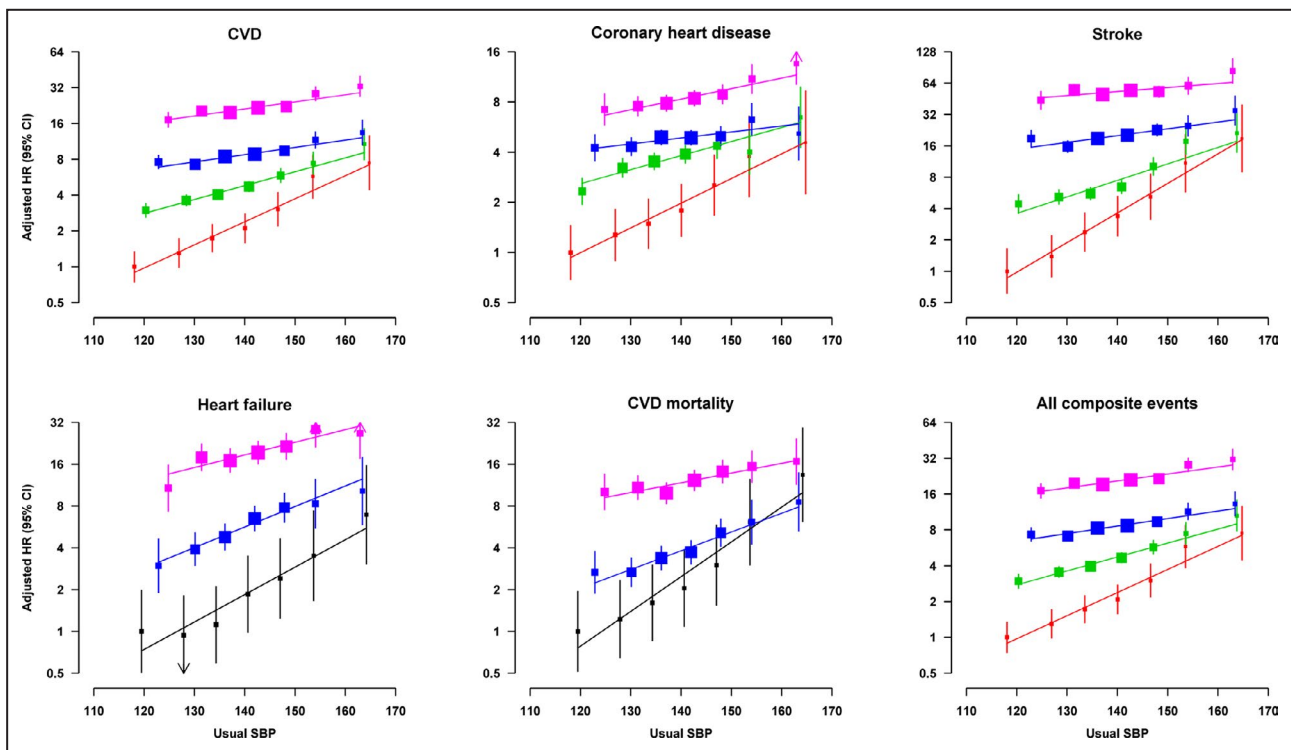 CVD
64
32
16
8
4
2
1
0.5
Adjusted HR (95% CI)
110 120 130 140 150 160 170
Coronary heart disease
16
8
4
2
1
0.5
110 120 130 140 150 160 170
Stroke
128
64
32
16
8
4
2
1
0.5
110 120 130 140 150 160 170
Heart failure
32
16
8
4
2
1
0.5
Adjusted HR (95% CI)
110 120 130 140 150 160 170
Usual SBP
CVD mortality
32
16
8
4
2
1
0.5
110 120 130 140 150 160 170
Usual SBP
All composite events
64
32
16
8
4
2
1
0.5
110 120 130 140 150 160 170
Usual SBP